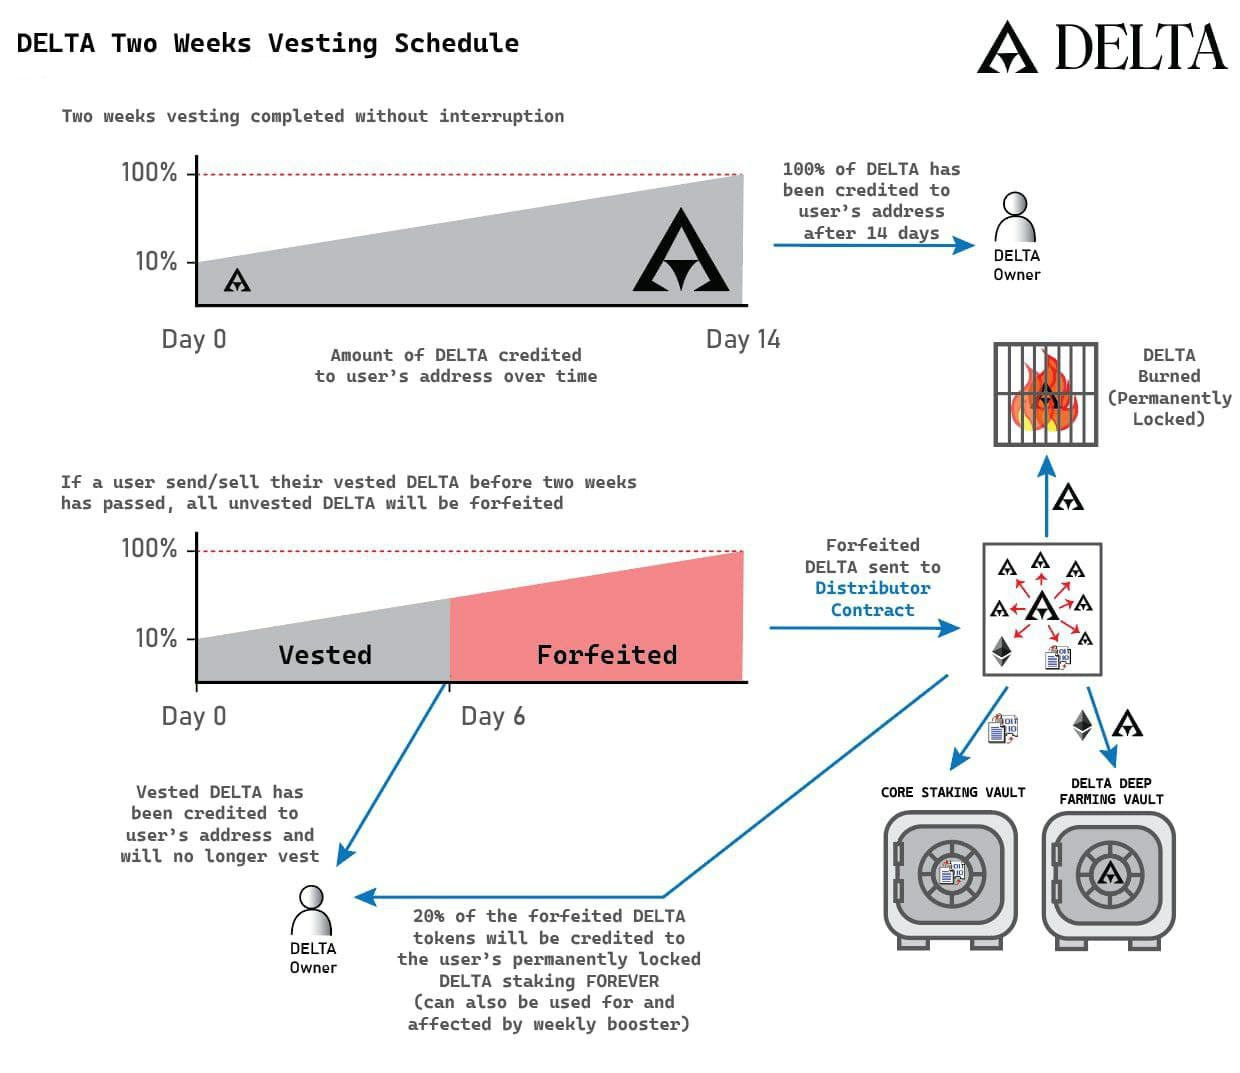 DELTA Two Weeks Vesting Schedule
DELTA
Two weeks vesting completed without interruption
100%
10%
Day 0
Day 14
Amount of DELTA credited
to user's address over time
100% of DELTA has
been credited to
user's address
after 14 days
DELTA
Owner
DELTA
Burned
(Permanently
Locked)
If a user send/sell their vested DELTA before two weeks
has passed, all unvested DELTA will be forfeited
100%
10%
Vested
Forfeited
Day 0
Day 6
Forfeited
DELTA sent to
Distributor
Contract
CORE STAKING VAULT
DELTA DEEP
FARMING VAULT
Vested DELTA has
been credited to
user's address and
will no longer vest
DELTA
Owner
20% of the forfeited DELTA
tokens will be credited to
the user's permanently locked
DELTA staking FOREVER
(can also be used for and
affected by weekly booster)